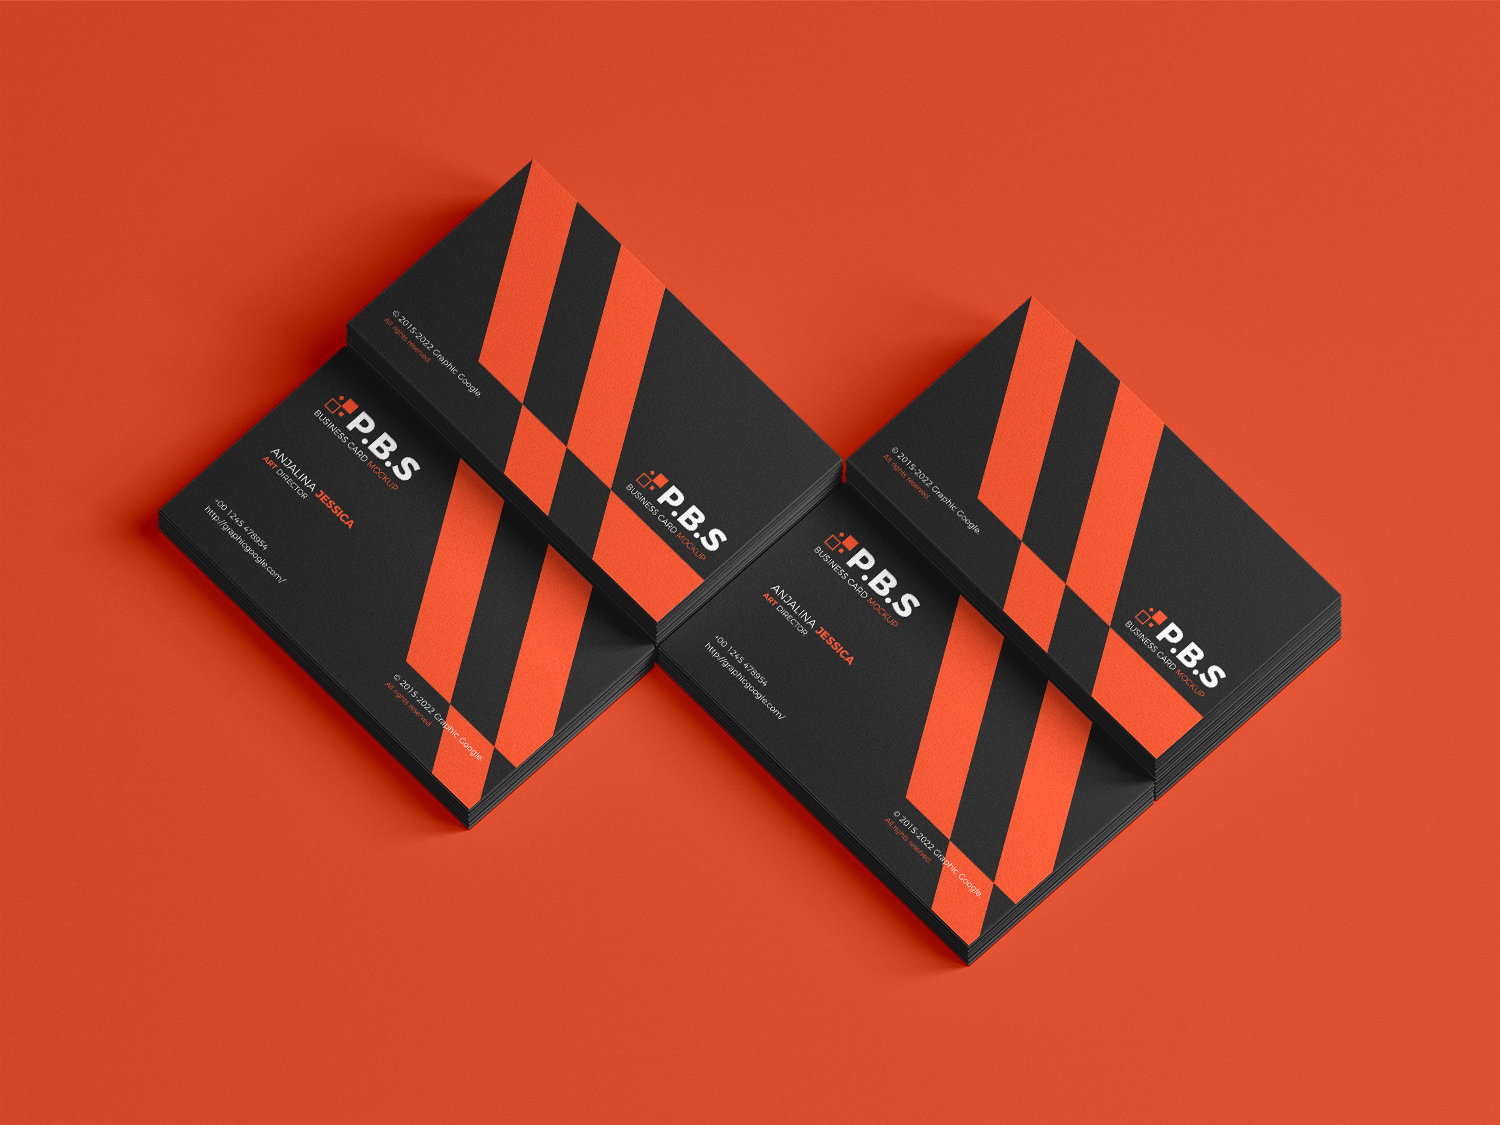 © 2015-2022 Graphic Google.
All rights reserved.
P.B.S
BUSINESS CARD MOCKUP
P.B.S
BUSINESS CARD MOCKUP
ANJALINA JESSICA
ART DIRECTOR
+00 1245 478954
http//graphicgoogle.com/
© 2015-2022 Graphic Google.
All rights reserved.
© 2015-2022 Graphic Google.
All rights reserved.
P.B.S
BUSINESS CARD MOCKUP
P.B.S
BUSINESS CARD MOCKUP
ANJALINA JESSICA
ART DIRECTOR
+00 1245 478954
http//graphicgoogle.com/
© 2015-2022 Graphic Google.
All rights reserved.